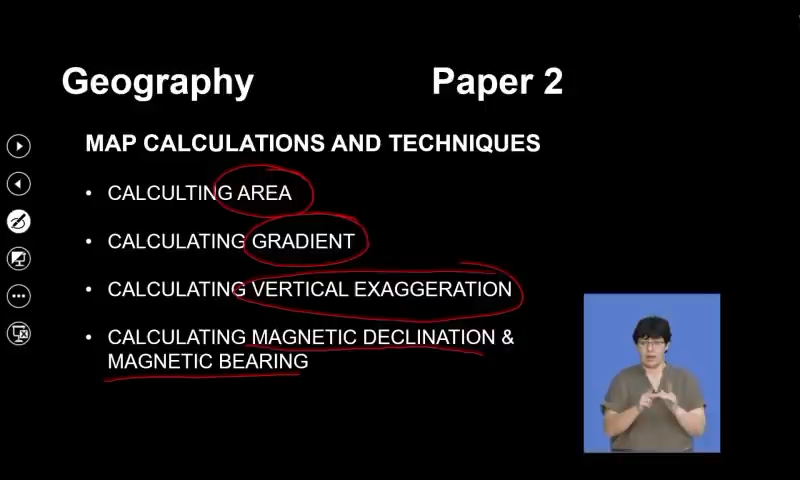 Geography Paper 2
MAP CALCULATIONS AND TECHNIQUES
• CALCULTING AREA
• CALCULATING GRADIENT
• CALCULATING VERTICAL EXAGGERATION
• CALCULATING MAGNETIC DECLINATION &
MAGNETIC BEARING